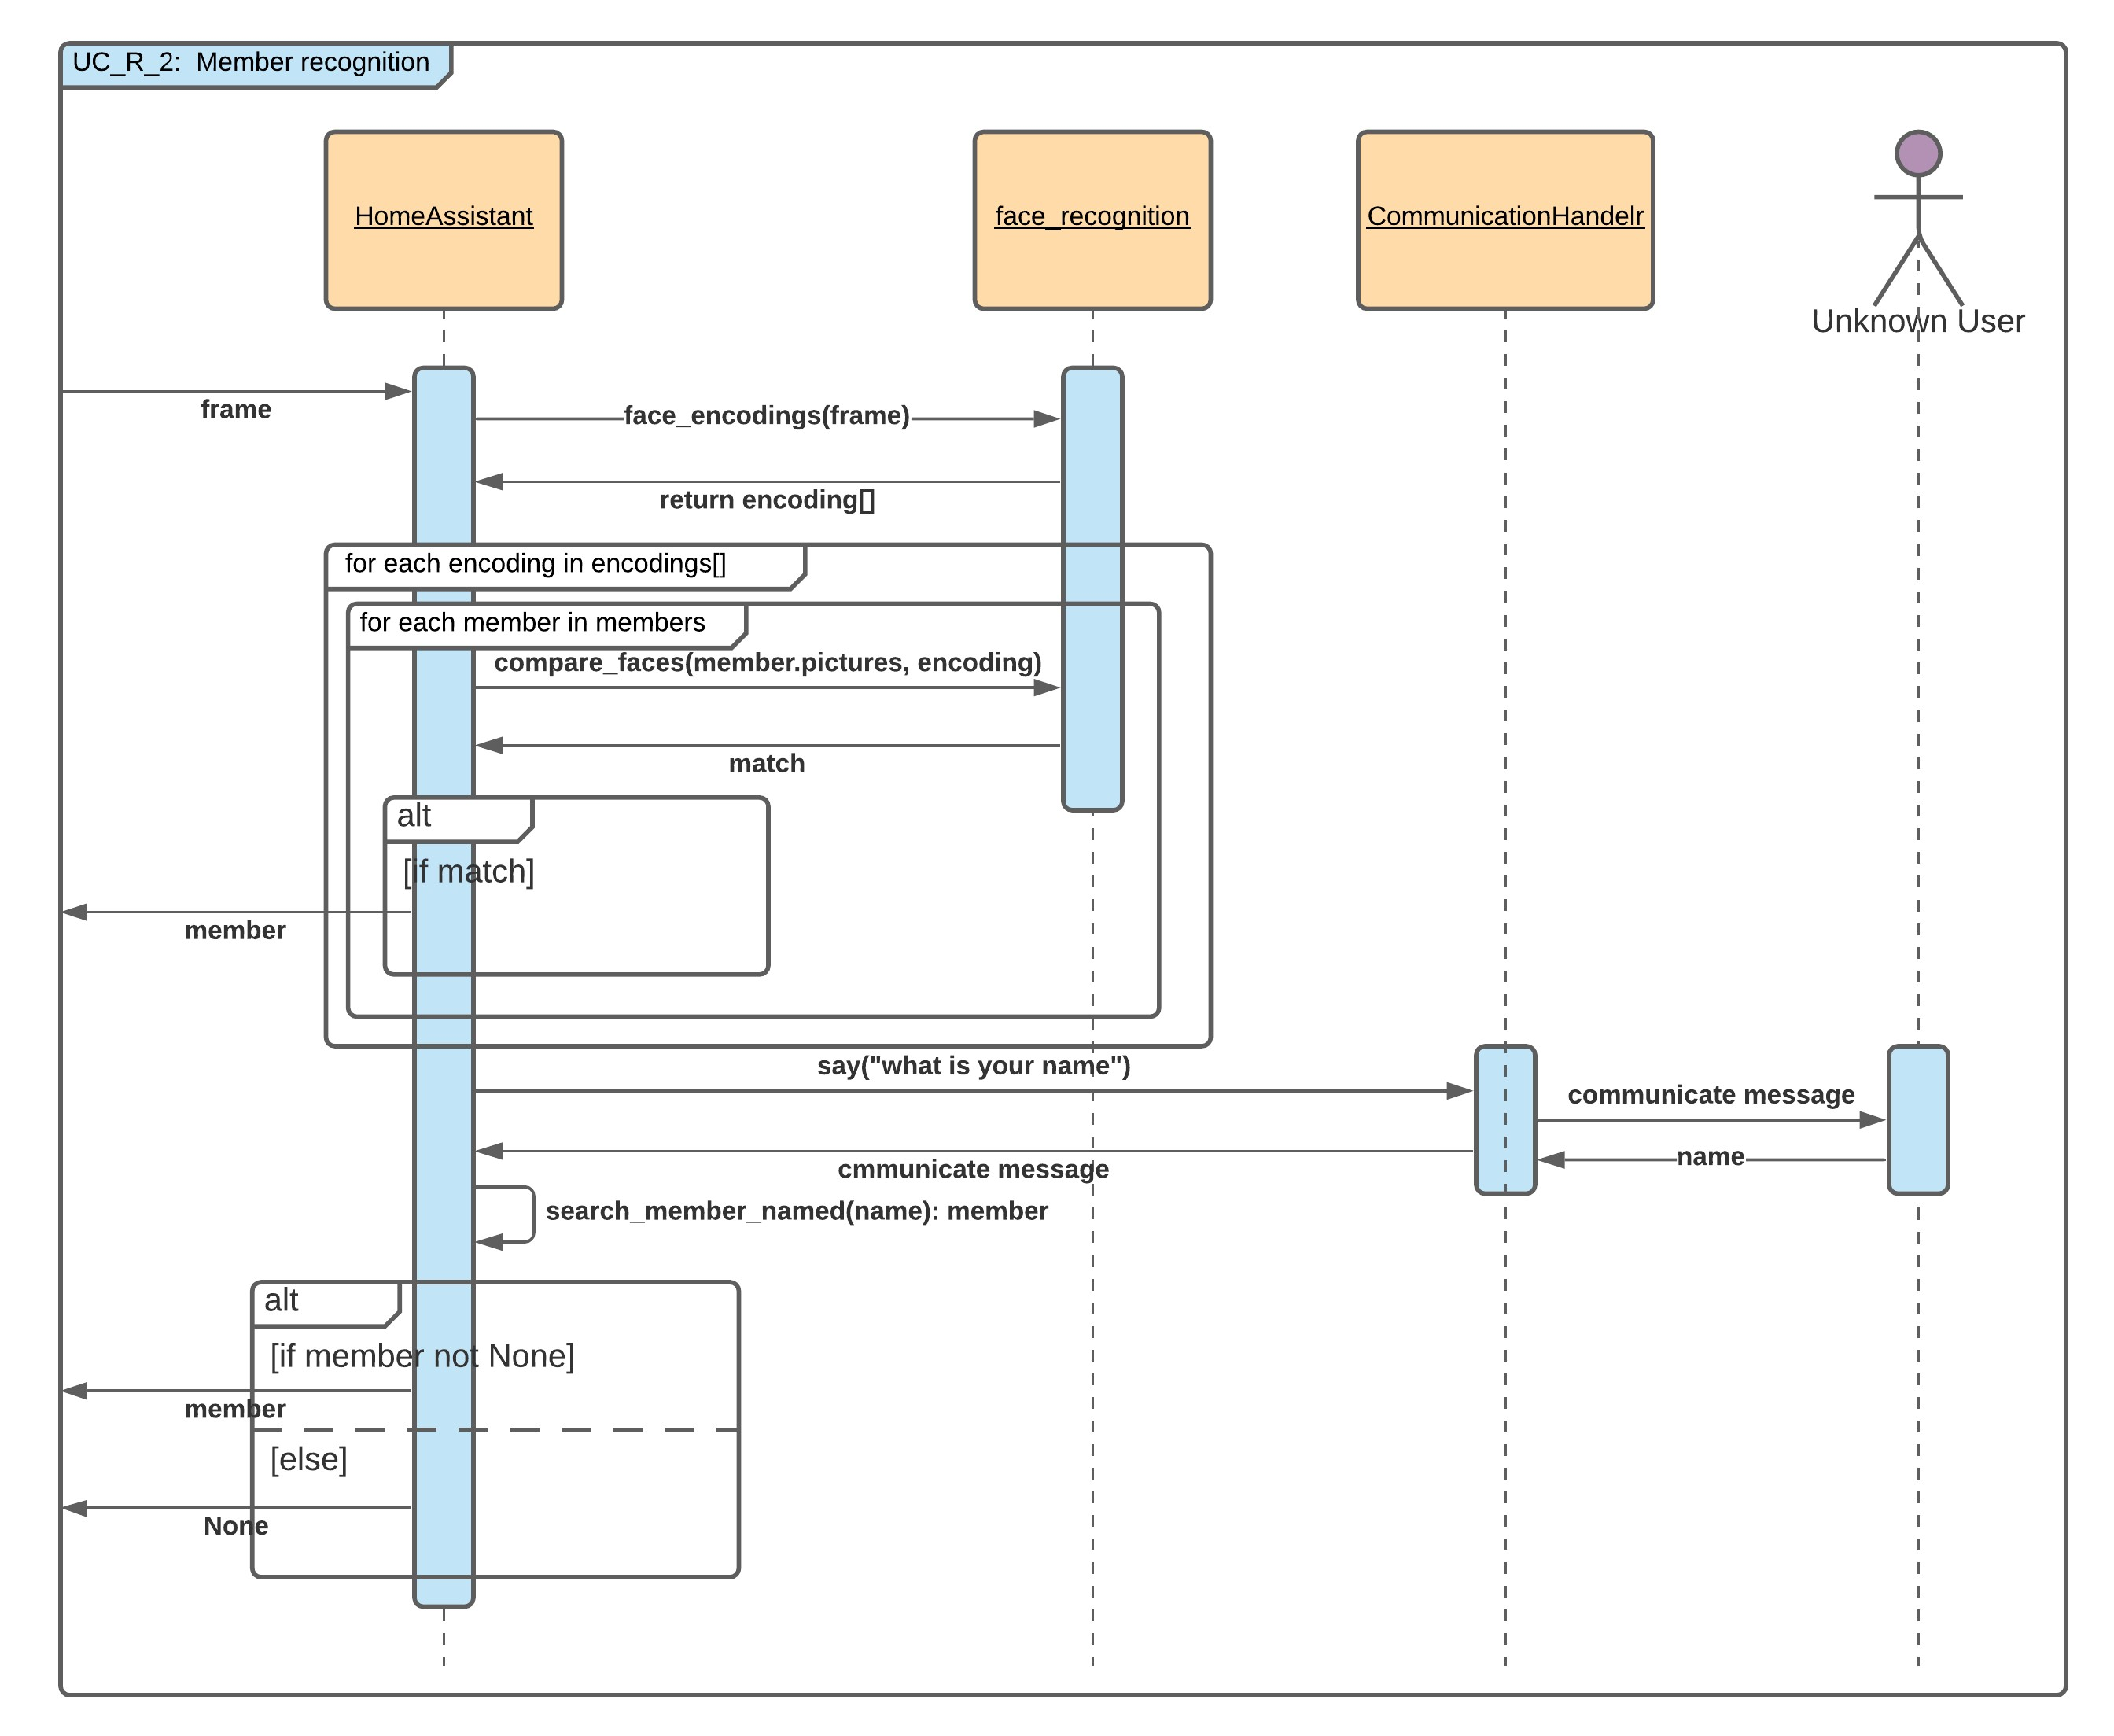 UC_R_2:  Member recognition
HomeAssistant
face_recognition
CommunicationHandelr
Unknown User
frame
face_encodings(frame)
return encoding[]
for each encoding in encodings[]
for each member in members
compare_faces(member.pictures, encoding)
match
alt
[if match]
member
say("what is your name")
communicate message
name
cmmunicate message
search_member_named(name): member
alt
[if member not None]
member
[else]
None